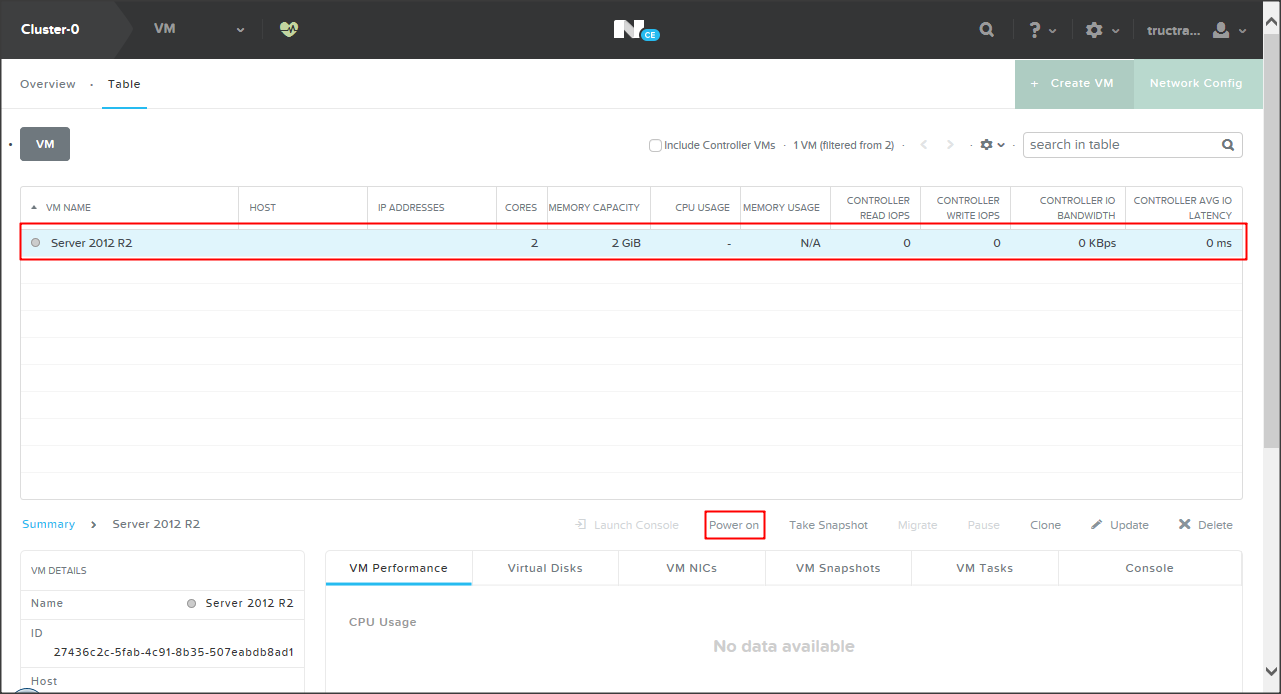 Cluster-0 VM N CE ? tructra...
Overview · Table + Create VM Network Config
VM Include Controller VMs · 1 VM (filtered from 2) · search in table
VM NAME HOST IP ADDRESSES CORES MEMORY CAPACITY CPU USAGE MEMORY USAGE CONTROLLER READ IOPS CONTROLLER WRITE IOPS CONTROLLER IO BANDWIDTH CONTROLLER AVG IO LATENCY
Server 2012 R2 2 2 GiB - N/A 0 0 0 KBps 0 ms
Summary > Server 2012 R2 Launch Console Power on Take Snapshot Migrate Pause Clone Update Delete
VM DETAILS
Name Server 2012 R2
ID
27436c2c-5fab-4c91-8b35-507eabdb8ad1
Host
VM Performance Virtual Disks VM NICs VM Snapshots VM Tasks Console
CPU Usage
No data available